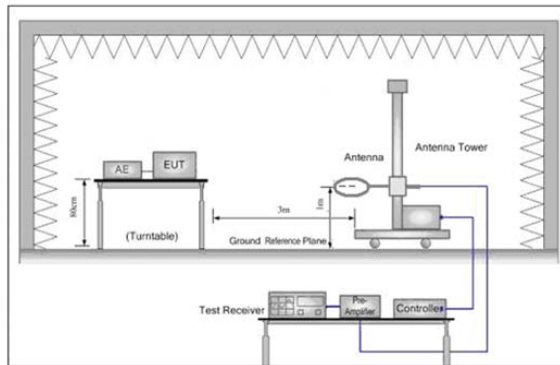 Antenna Tower
Antenna
AE
EUT
80cm
(Turntable)
3m
1m
Ground Reference Plane
Test Receiver
Pre-
Amplifier
Controller